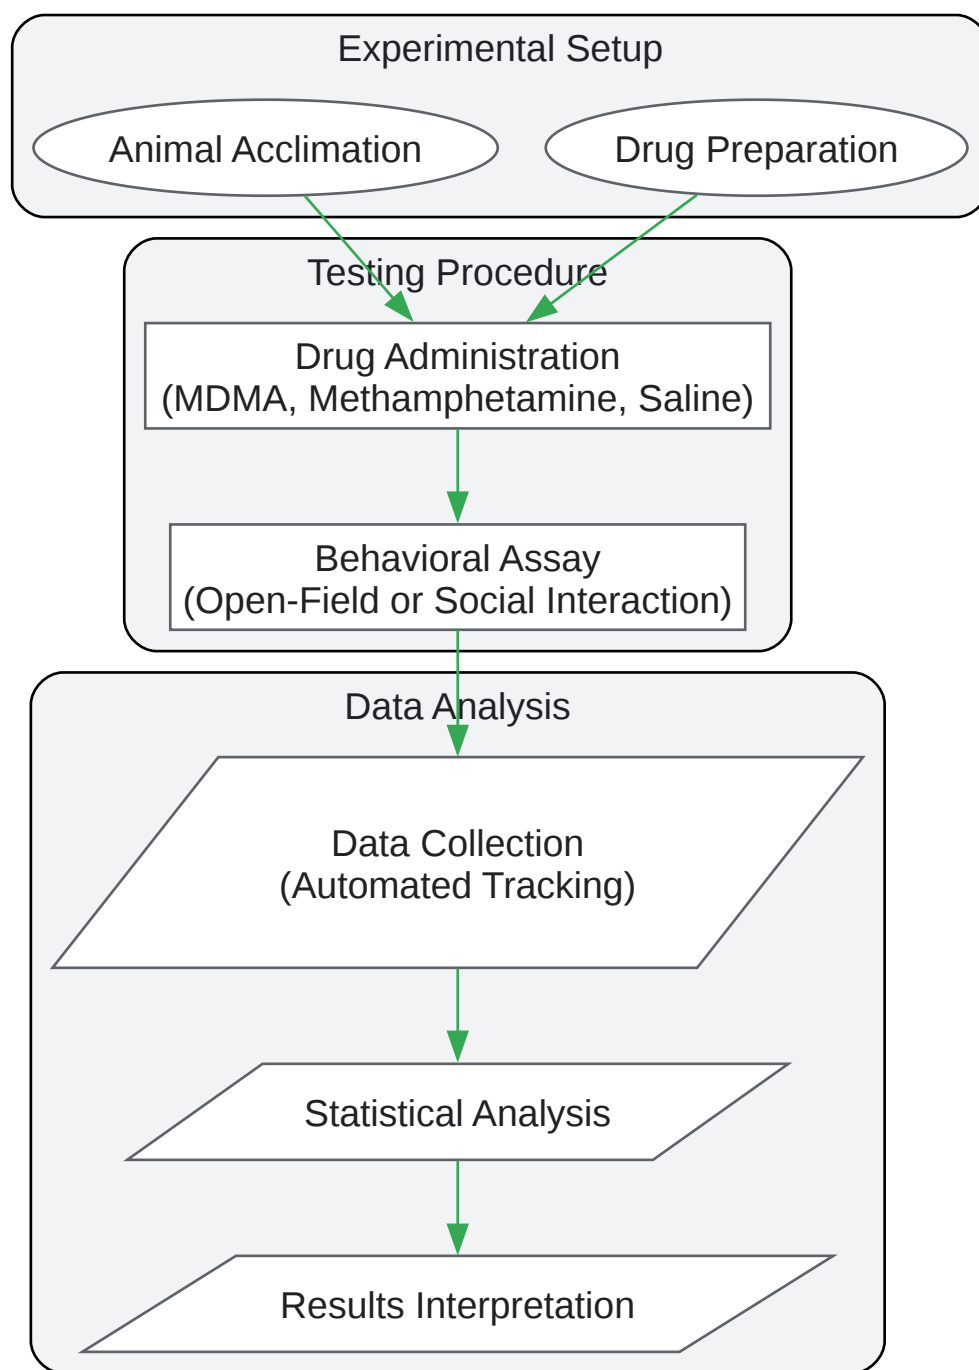 Experimental Setup
Animal Acclimation
Drug Preparation
Testing Procedure
Drug Administration
(MDMA, Methamphetamine, Saline)
Behavioral Assay
(Open-Field or Social Interaction)
Data Analysis
Data Collection
(Automated Tracking)
Statistical Analysis
Results Interpretation